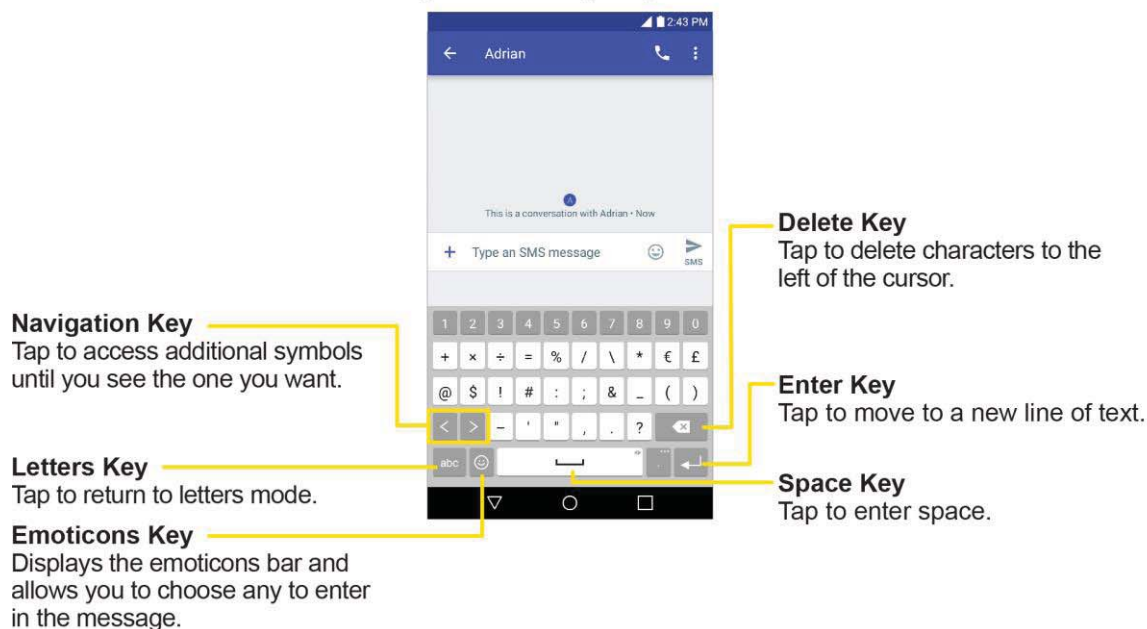 2:43 PM
Adrian
A
This is a conversation with Adrian • Now
+ Type an SMS message
SMS
Delete Key
Tap to delete characters to the
left of the cursor.
Navigation Key
Tap to access additional symbols
until you see the one you want.
1 2 3 4 5 6 7 8 9 0
+ × ÷ = % / \ * € £
@ $ ! # : ; & _ ( )
< > – ' " , . ?
abc .
Enter Key
Tap to move to a new line of text.
Letters Key
Tap to return to letters mode.
Space Key
Tap to enter space.
Emoticons Key
Displays the emoticons bar and
allows you to choose any to enter
in the message.